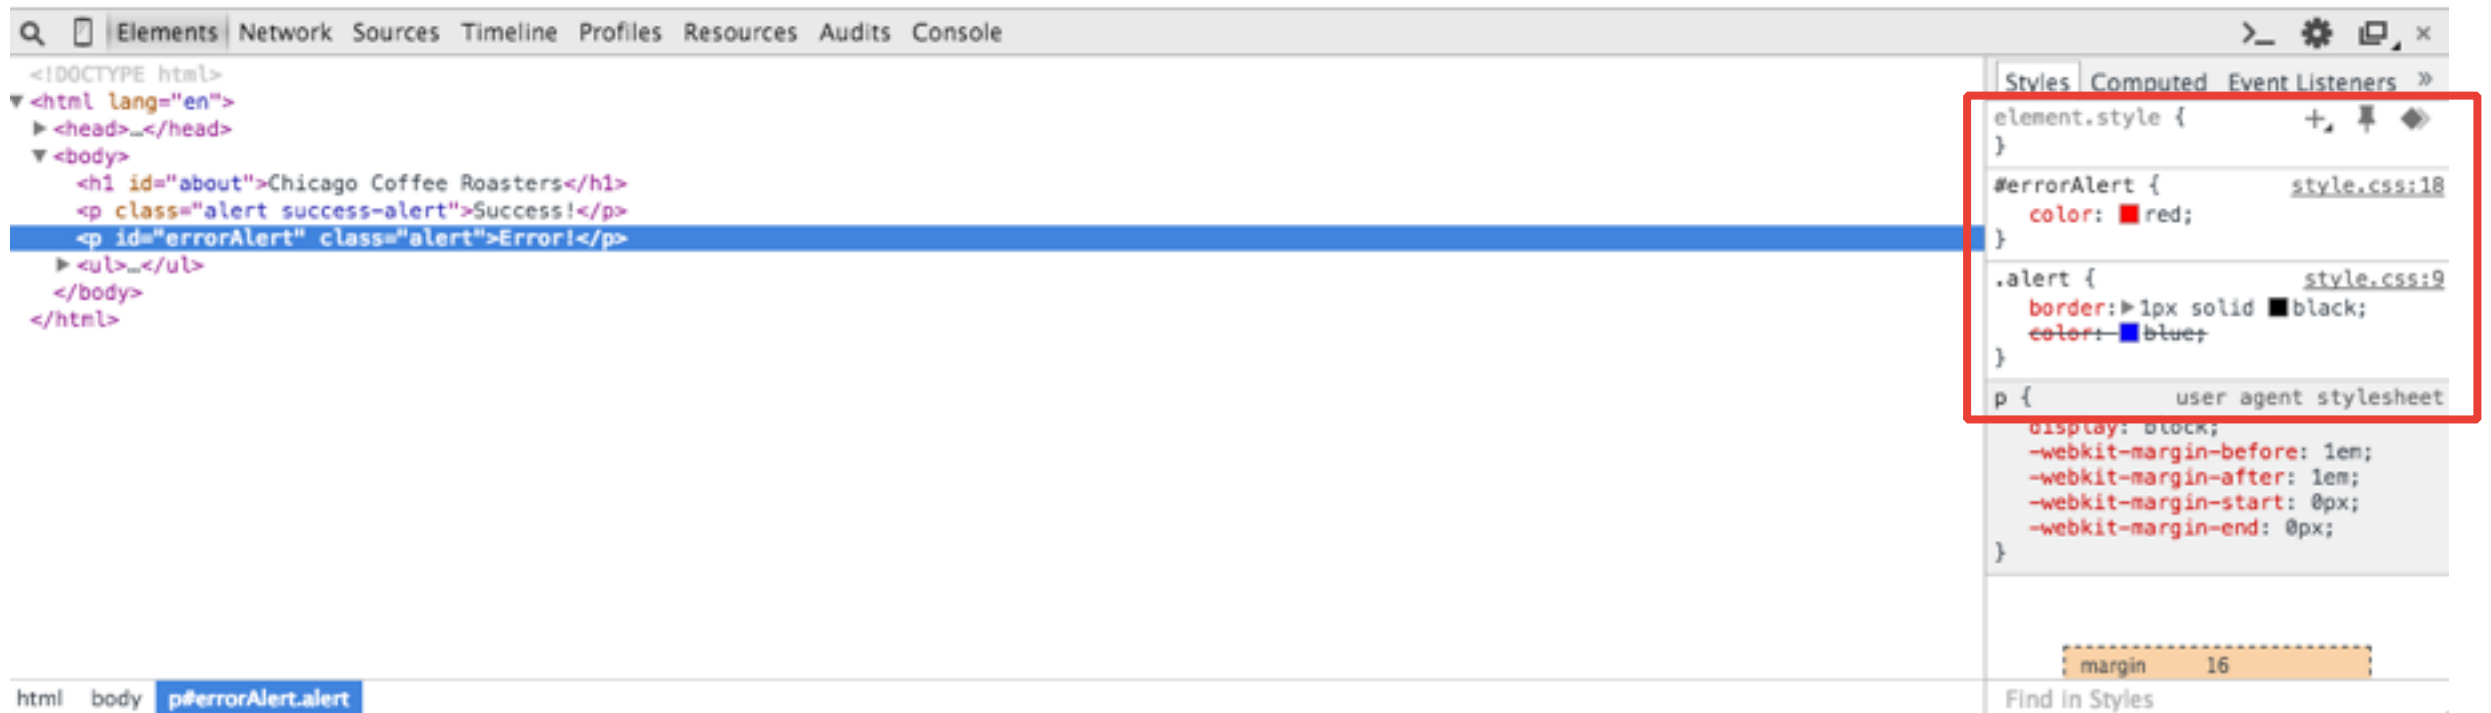 Elements Network Sources Timeline Profiles Resources Audits Console
<!DOCTYPE html>
<html lang="en">
<head>…</head>
<body>
<h1 id="about">Chicago Coffee Roasters</h1>
<p class="alert success-alert">Success!</p>
<p id="errorAlert" class="alert">Error!</p>
<ul>…</ul>
</body>
</html>
html body p#errorAlert.alert
Styles Computed Event Listeners »
element.style {
}
#errorAlert { style.css:18
color: red;
}
.alert { style.css:9
border: 1px solid black;
color: blue;
}
p { user agent stylesheet
display: block;
-webkit-margin-before: 1em;
-webkit-margin-after: 1em;
-webkit-margin-start: 0px;
-webkit-margin-end: 0px;
}
margin 16
Find in Styles